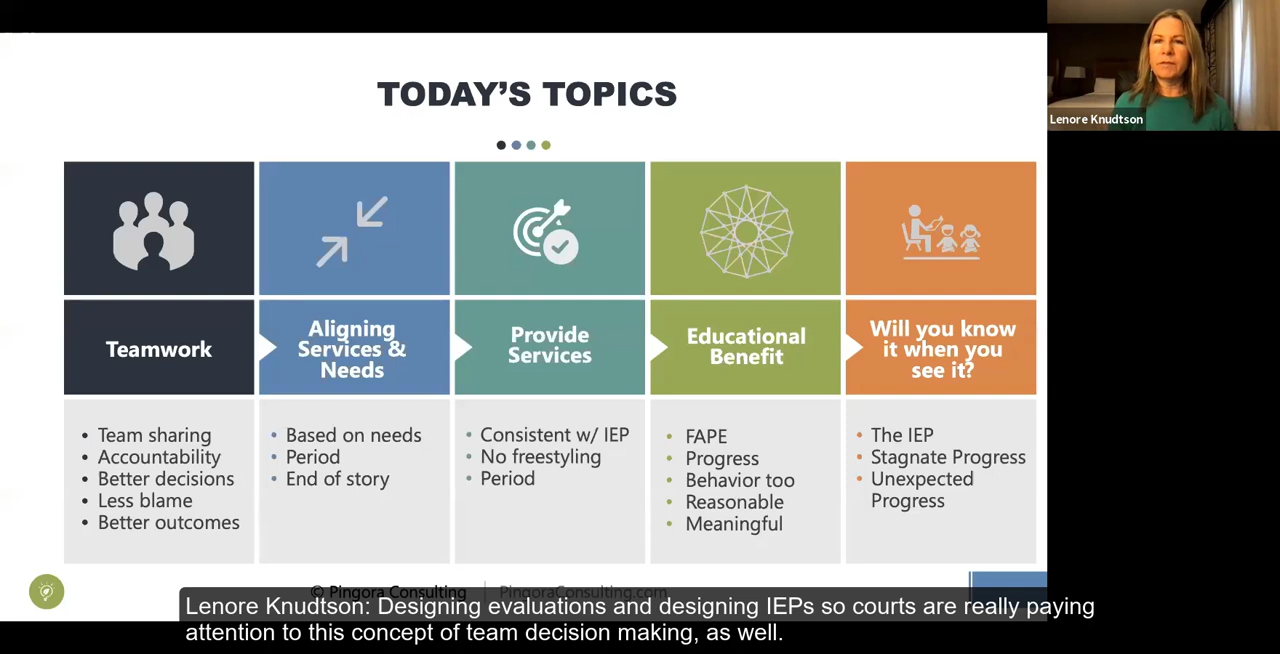 TODAY'S TOPICS
Lenore Knudtson
Teamwork
Aligning
Services &
Needs
Provide
Services
Educational
Benefit
Will you know
it when you
see it?
• Team sharing
• Accountability
• Better decisions
• Less blame
• Better outcomes
• Based on needs
• Period
• End of story
• Consistent w/ IEP
• No freestyling
• Period
• FAPE
• Progress
• Behavior too
• Reasonable
• Meaningful
• The IEP
• Stagnate Progress
• Unexpected
Progress
© Pingora Consulting | PingoraConsulting.com
Lenore Knudtson: Designing evaluations and designing IEPs so courts are really paying
attention to this concept of team decision making, as well.